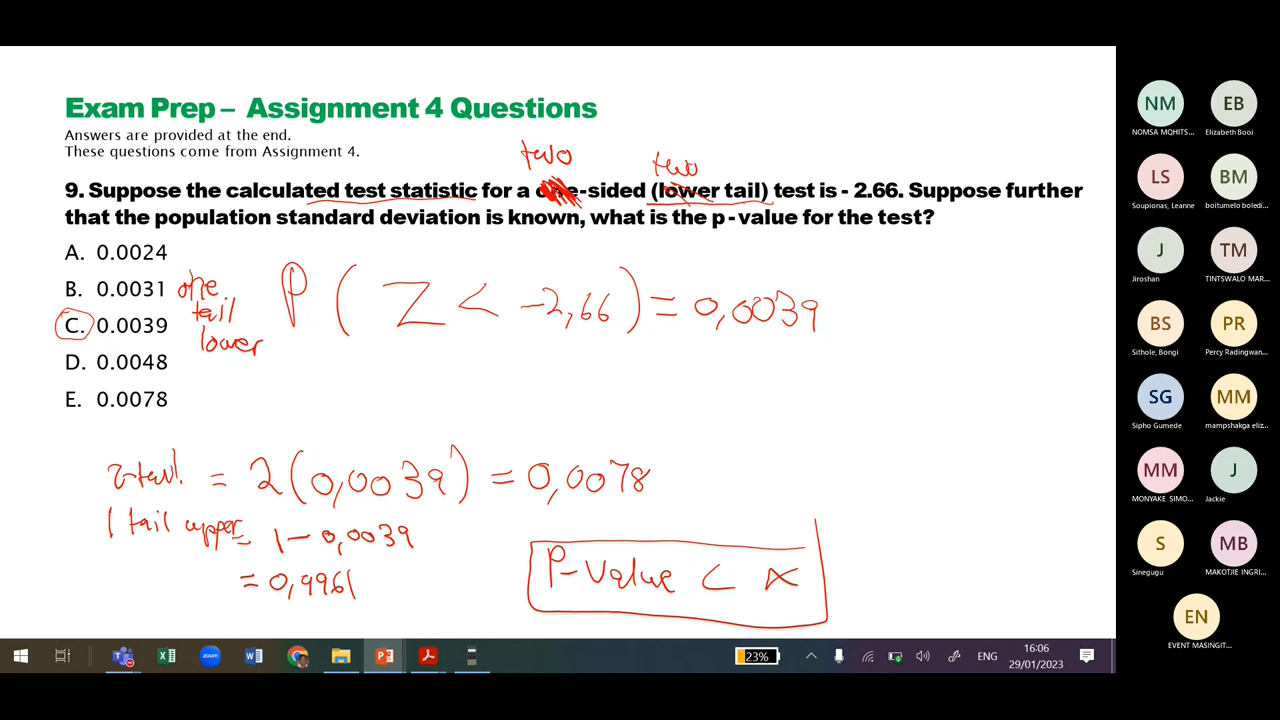 Exam Prep – Assignment 4 Questions
Answers are provided at the end.
These questions come from Assignment 4.
two two
9. Suppose the calculated test statistic for a one-sided (lower tail) test is - 2.66. Suppose further
that the population standard deviation is known, what is the p - value for the test?
A. 0.0024
B. 0.0031
C. 0.0039
D. 0.0048
E. 0.0078
one
tail
lower
P ( Z < -2,66 ) = 0,0039
2-tail = 2 (0,0039) = 0,0078
1 tail upper = 1 - 0,0039
= 0,9961
P-value < α
NM
NOMSA MQHITS...
EB
Elizabeth Booi
LS
Soupionas, Leanne
BM
boitumelo boledi...
J
Jiroshan
TM
TINTSWALO MAR...
BS
Sithole, Bongi
PR
Percy Radingwan...
SG
Sipho Gumede
MM
mampshakga eliz...
MM
MONYAKE SIMO...
J
Jackie
S
Sinegugu
MB
MAKOTJIE INGRI...
EN
EVENT MASINGIT...
23%
ENG
16:06
29/01/2023